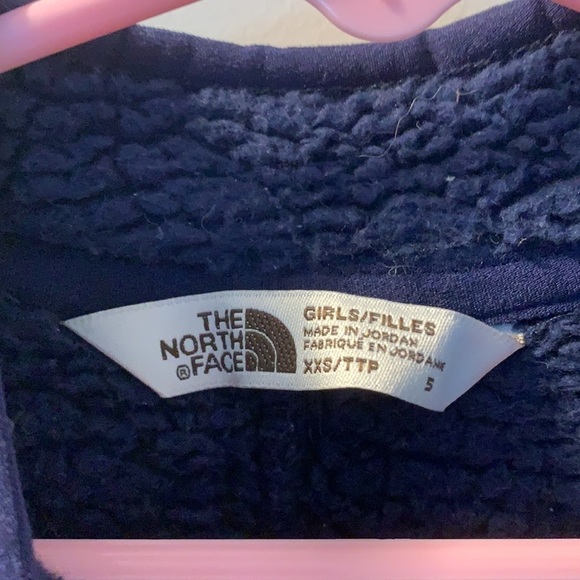 THE
NORTH
®FACE
GIRLS/FILLES
MADE IN JORDAN
FABRIQUÉ EN JORDANIE
XXS/TTP
5